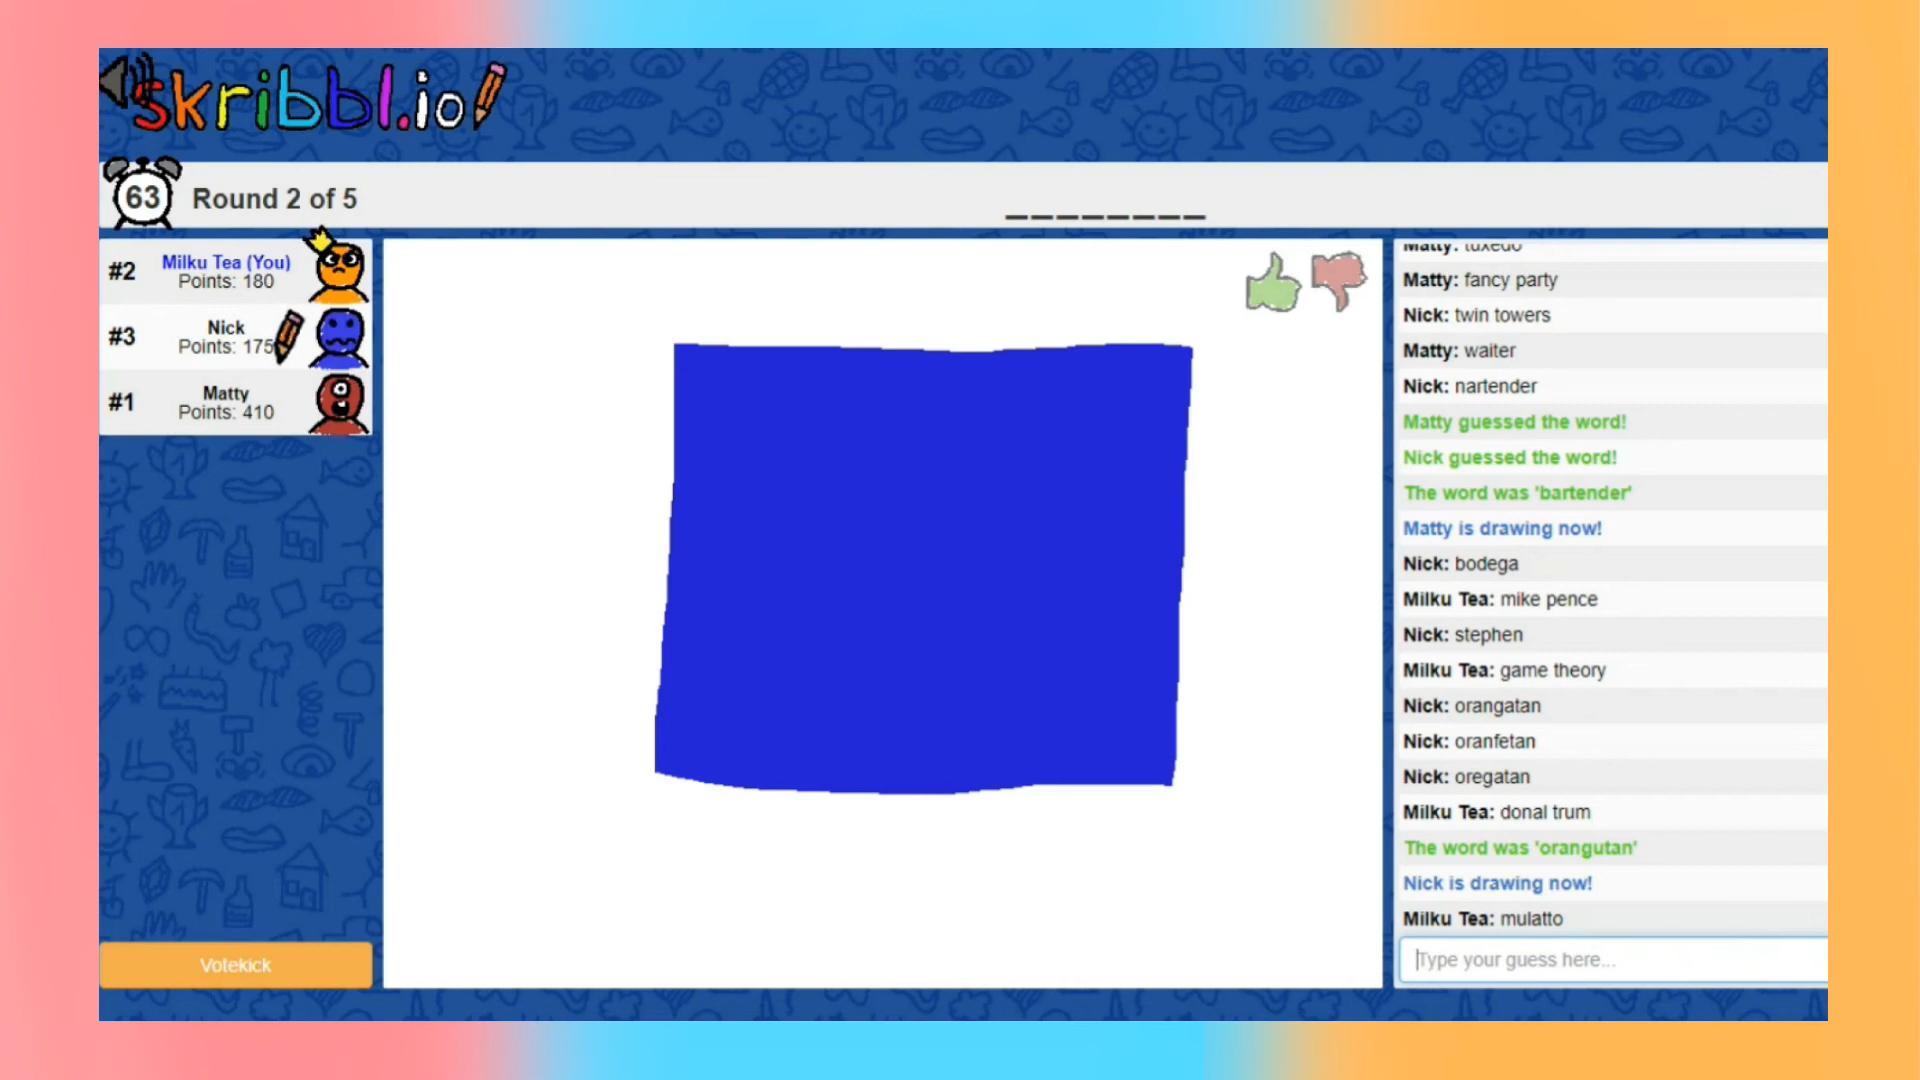 skribbl.io
63
Round 2 of 5
________
#2
Milku Tea (You)
Points: 180
#3
Nick
Points: 175
#1
Matty
Points: 410
Votekick
Matty: tuxedo
Matty: fancy party
Nick: twin towers
Matty: waiter
Nick: nartender
Matty guessed the word!
Nick guessed the word!
The word was 'bartender'
Matty is drawing now!
Nick: bodega
Milku Tea: mike pence
Nick: stephen
Milku Tea: game theory
Nick: orangatan
Nick: oranfetan
Nick: oregatan
Milku Tea: donal trum
The word was 'orangutan'
Nick is drawing now!
Milku Tea: mulatto
Type your guess here...